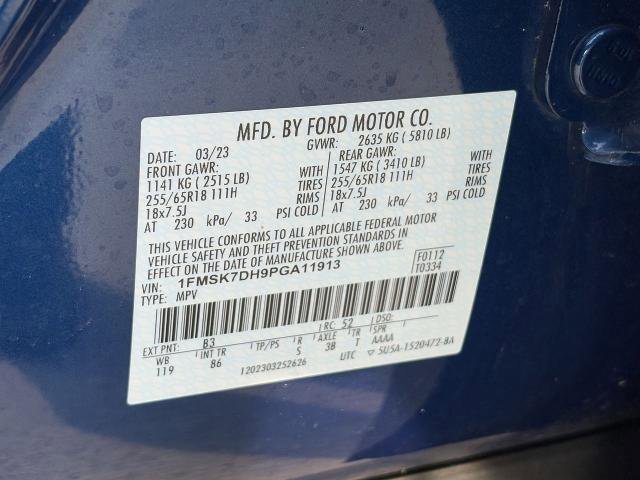 MFD. BY FORD MOTOR CO.
DATE: 03/23 GVWR: 2635 KG ( 5810 LB)
FRONT GAWR: REAR GAWR:
1141 KG ( 2515 LB) 1547 KG ( 3410 LB)
255/65R18 111H TIRES 255/65R18 111H TIRES
18x7.5J RIMS 18x7.5J RIMS
AT 230 kPa/ 33 PSI COLD AT 230 kPa/ 33 PSI COLD
THIS VEHICLE CONFORMS TO ALL APPLICABLE FEDERAL MOTOR
VEHICLE SAFETY AND THEFT PREVENTION STANDARDS IN
EFFECT ON THE DATE OF MANUFACTURE SHOWN ABOVE.
VIN: 1FMSK7DH9PGA11913 F0112
TYPE: MPV T0334
EXT PNT: B3 RC: 52 DSO:
WB INT TR TP/PS R AXLE TR SPR
119 86 S 3B T
1202303252626 UTC ▽ 5U5A-1520472-BA